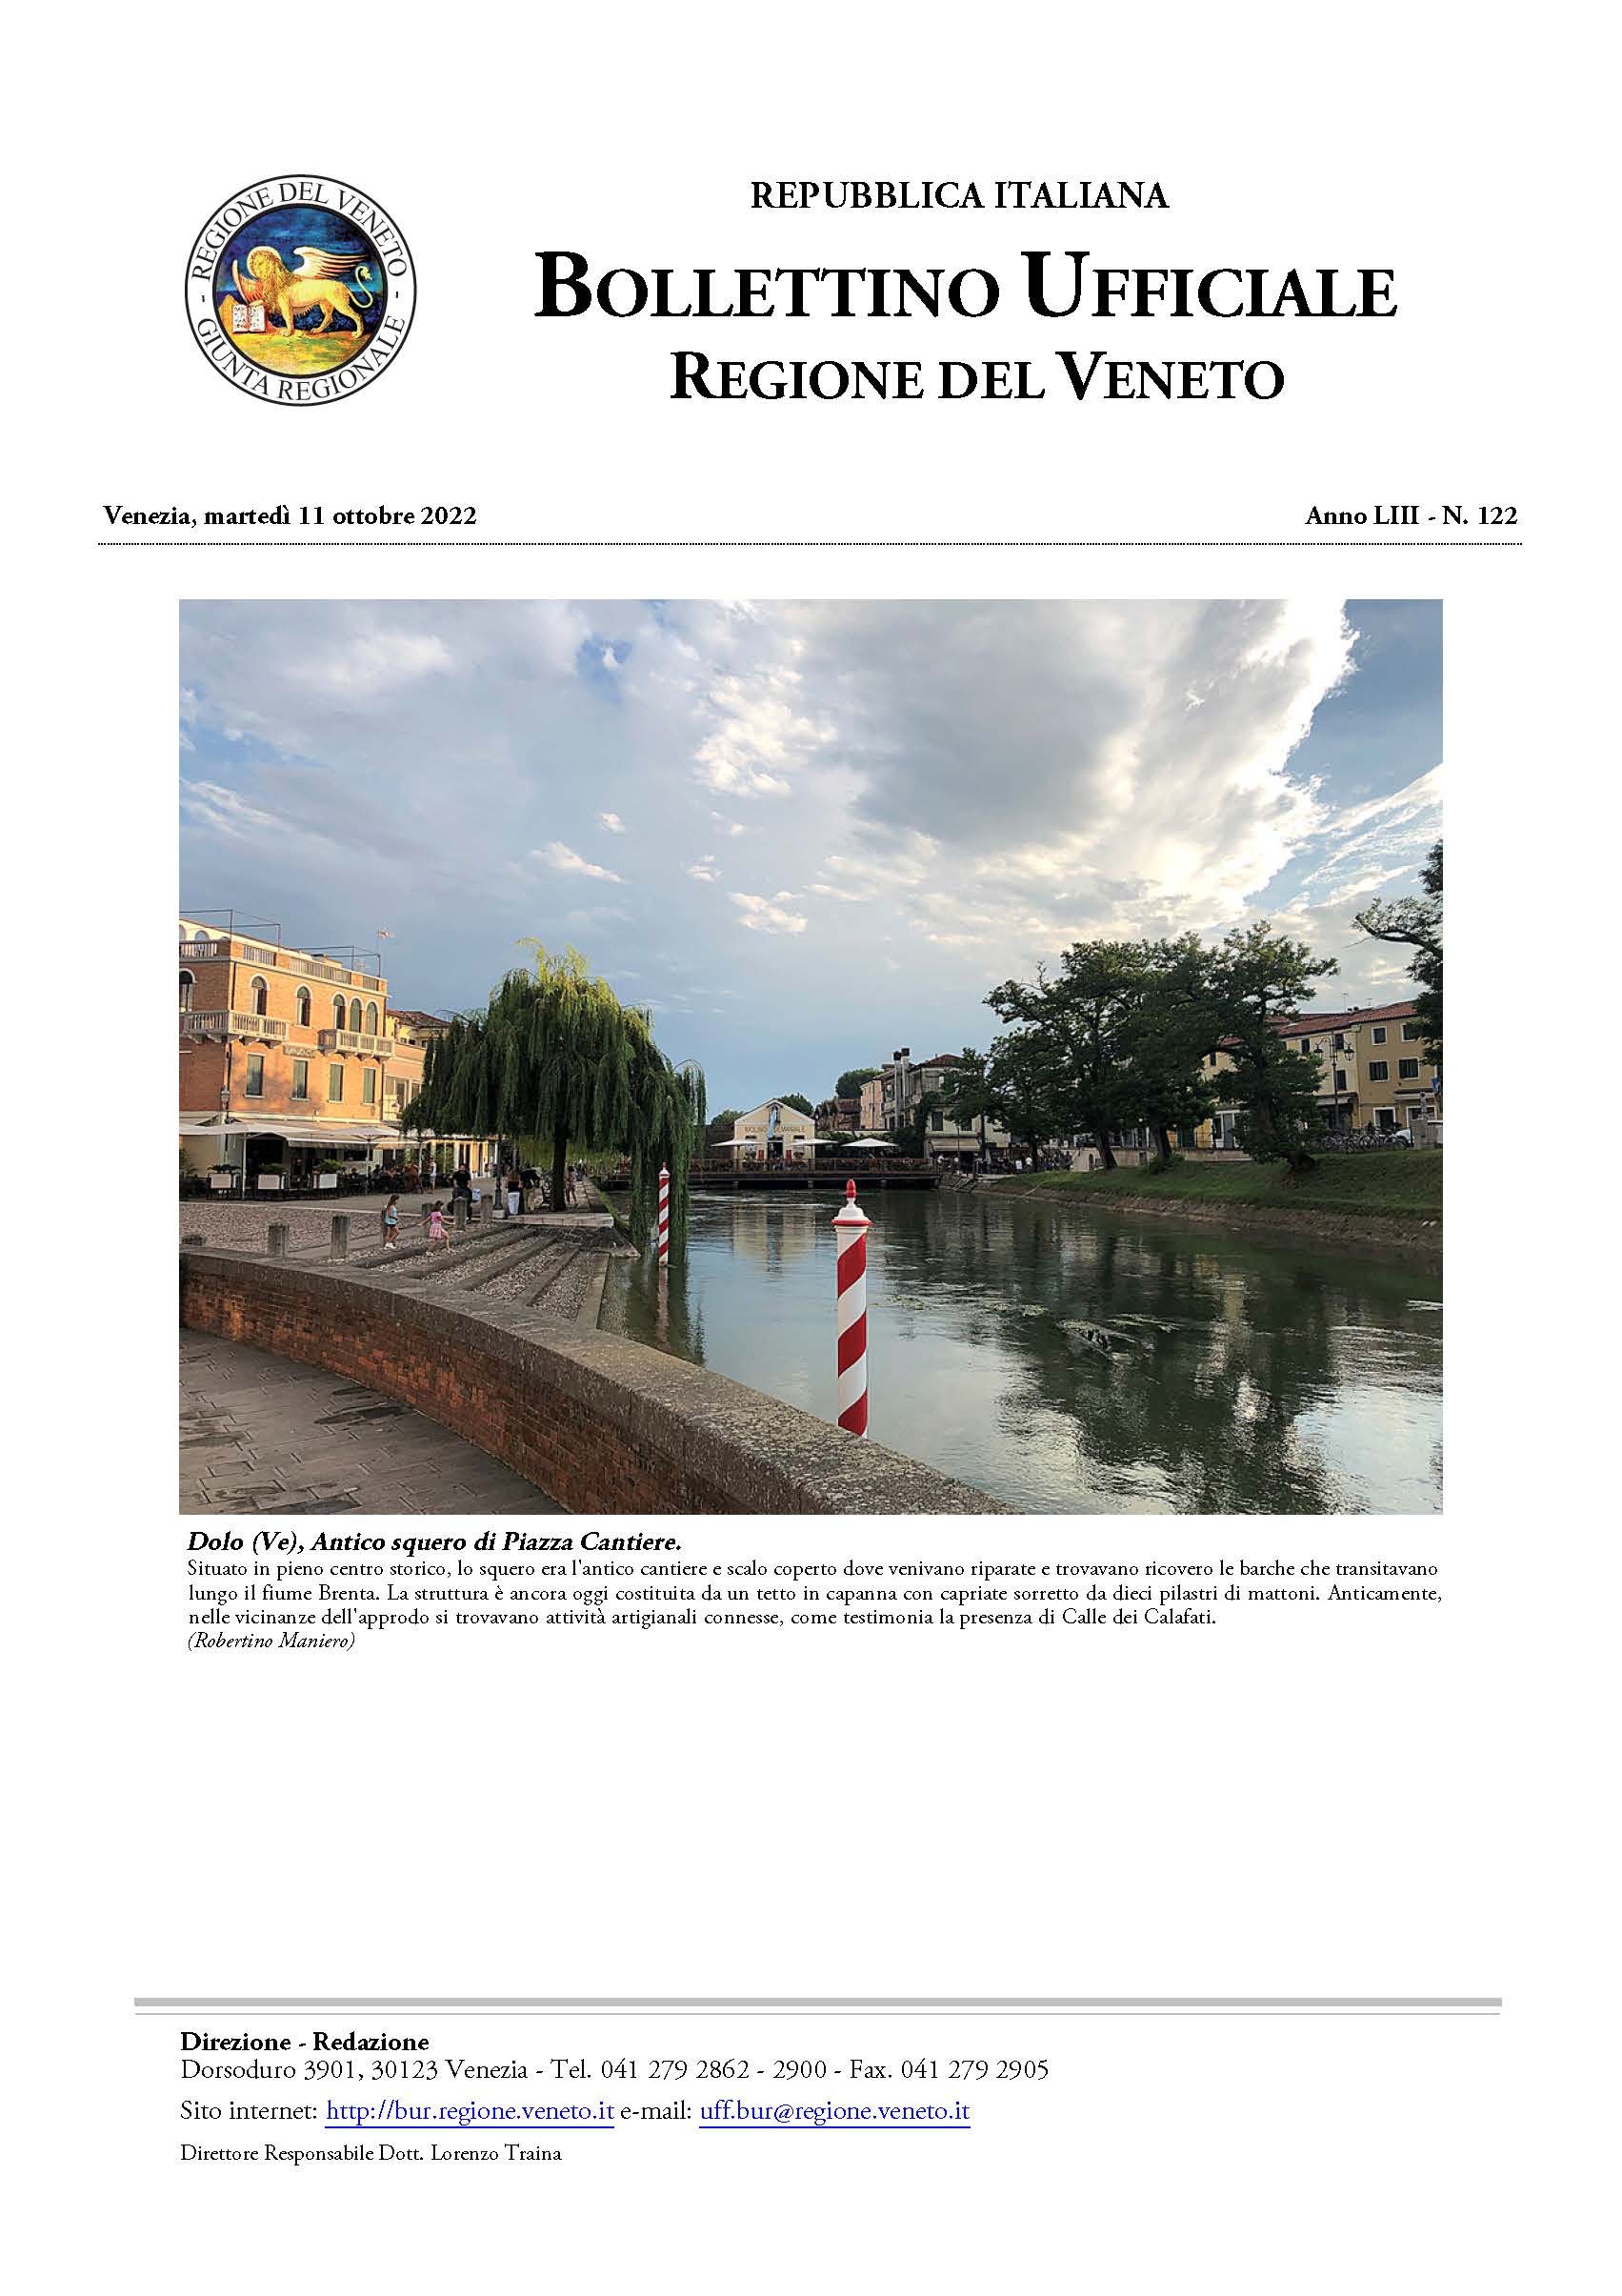 REGIONE DEL VENETO
- GIUNTA REGIONALE -
REPUBBLICA ITALIANA
BOLLETTINO UFFICIALE
REGIONE DEL VENETO
Venezia, martedì 11 ottobre 2022
Anno LIII - N. 122
Dolo (Ve), Antico squero di Piazza Cantiere.
Situato in pieno centro storico, lo squero era l'antico cantiere e scalo coperto dove venivano riparate e trovavano ricovero le barche che transitavano
lungo il fiume Brenta. La struttura è ancora oggi costituita da un tetto in capanna con capriate sorretto da dieci pilastri di mattoni. Anticamente,
nelle vicinanze dell'approdo si trovavano attività artigianali connesse, come testimonia la presenza di Calle dei Calafati.
(Robertino Maniero)
Direzione - Redazione
Dorsoduro 3901, 30123 Venezia - Tel. 041 279 2862 - 2900 - Fax. 041 279 2905
Sito internet: http://bur.regione.veneto.it e-mail: uff.bur@regione.veneto.it
Direttore Responsabile Dott. Lorenzo Traina